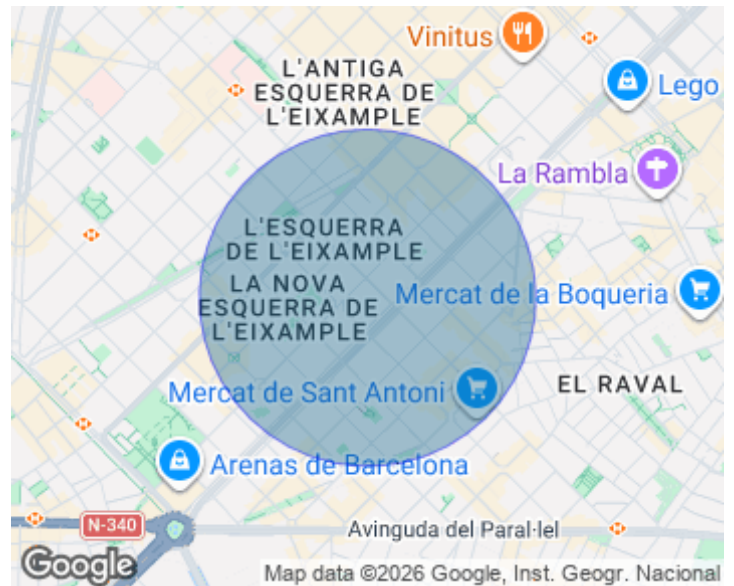 Vinitus
L'ANTIGA
ESQUERRA DE
L'EIXAMPLE
Lego
La Rambla
L'ESQUERRA
DE L'EIXAMPLE
LA NOVA
ESQUERRA DE
L'EIXAMPLE
Mercat de la Boqueria
Mercat de Sant Antoni
EL RAVAL
Arenas de Barcelona
N-340
Avinguda del Paral·lel
Google
Map data ©2026 Google, Inst. Geogr. Nacional